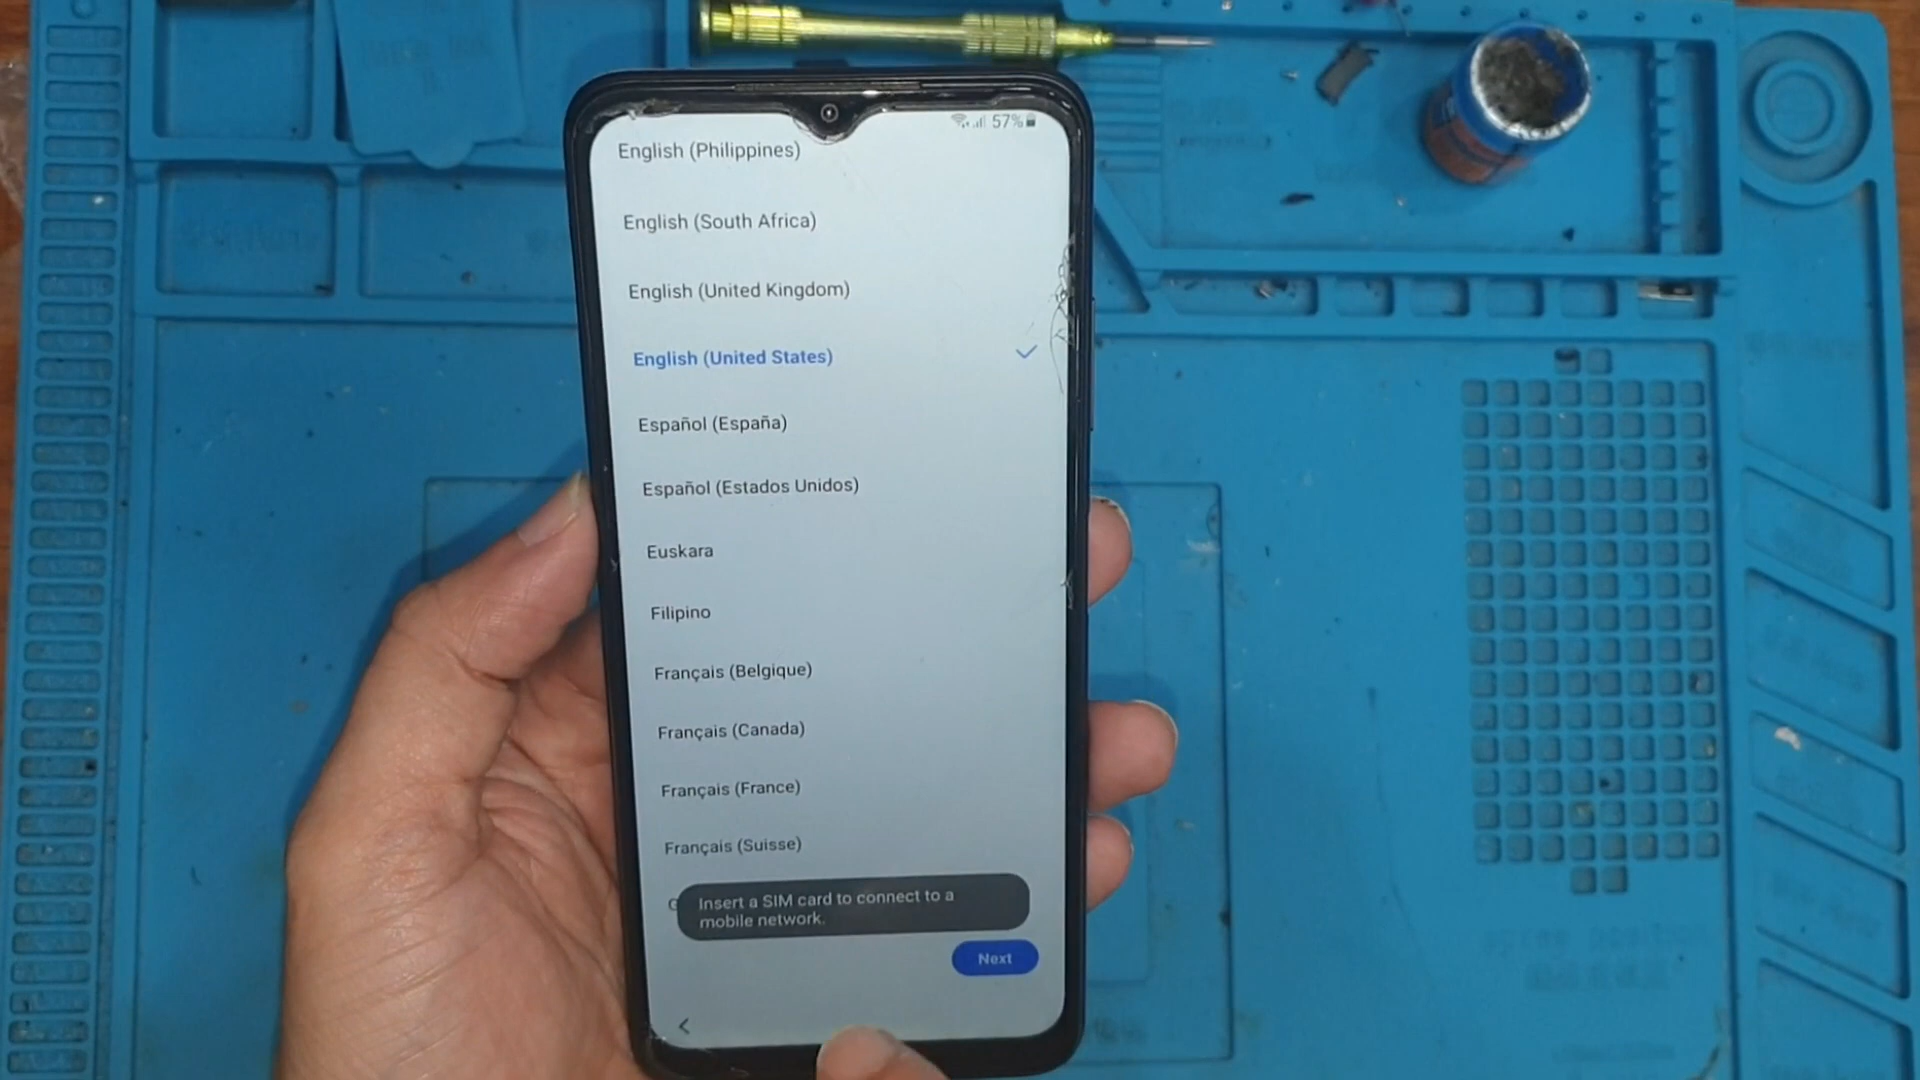 57%
English (Philippines)
English (South Africa)
English (United Kingdom)
English (United States)
Español (España)
Español (Estados Unidos)
Euskara
Filipino
Français (Belgique)
Français (Canada)
Français (France)
Français (Suisse)
Insert a SIM card to connect to a
mobile network.
Next